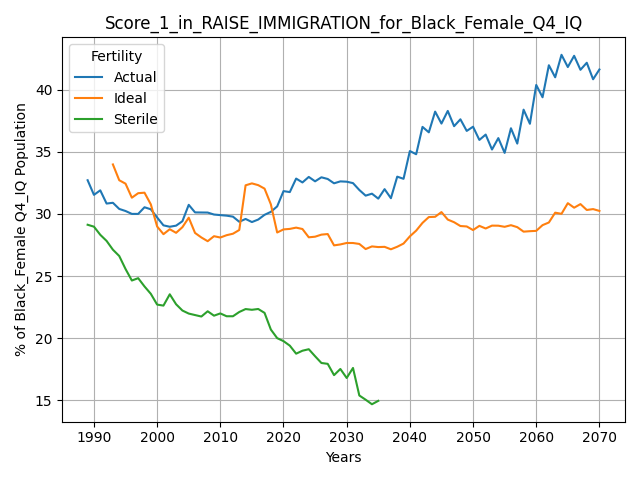 Score_1_in_RAISE_IMMIGRATION_for_Black_Female_Q4_IQ
Fertility
Actual
Ideal
Sterile
% of Black_Female Q4_IQ Population
40
35
30
25
20
15
1990 2000 2010 2020 2030 2040 2050 2060 2070
Years